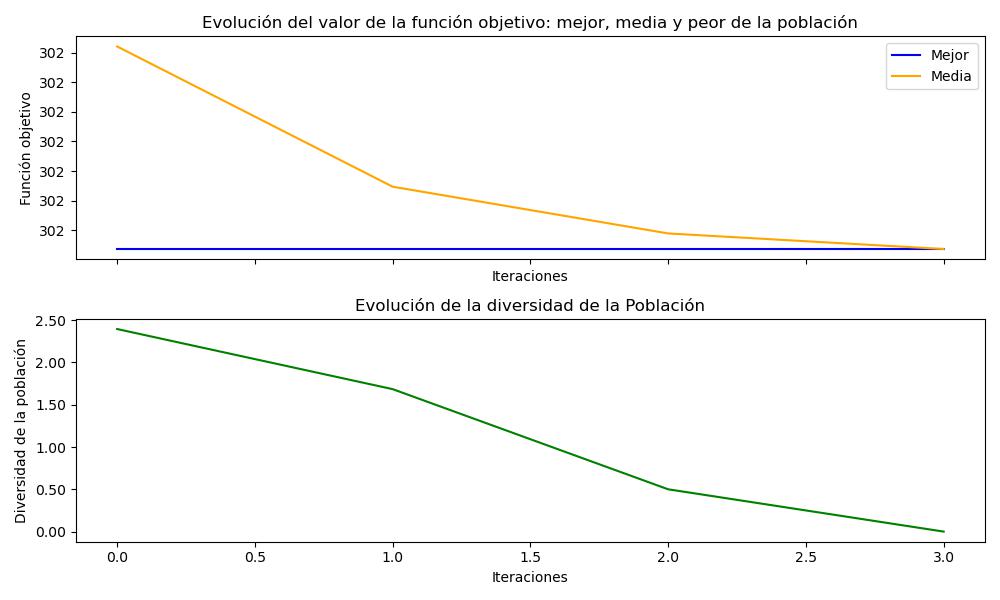 Evolución del valor de la función objetivo: mejor, media y peor de la población
302
302
302
302
302
302
302
Función objetivo
Mejor
Media
Iteraciones
Evolución de la diversidad de la Población
2.50
2.00
1.50
1.00
0.50
0.00
Diversidad de la población
0.0 0.5 1.0 1.5 2.0 2.5 3.0
Iteraciones